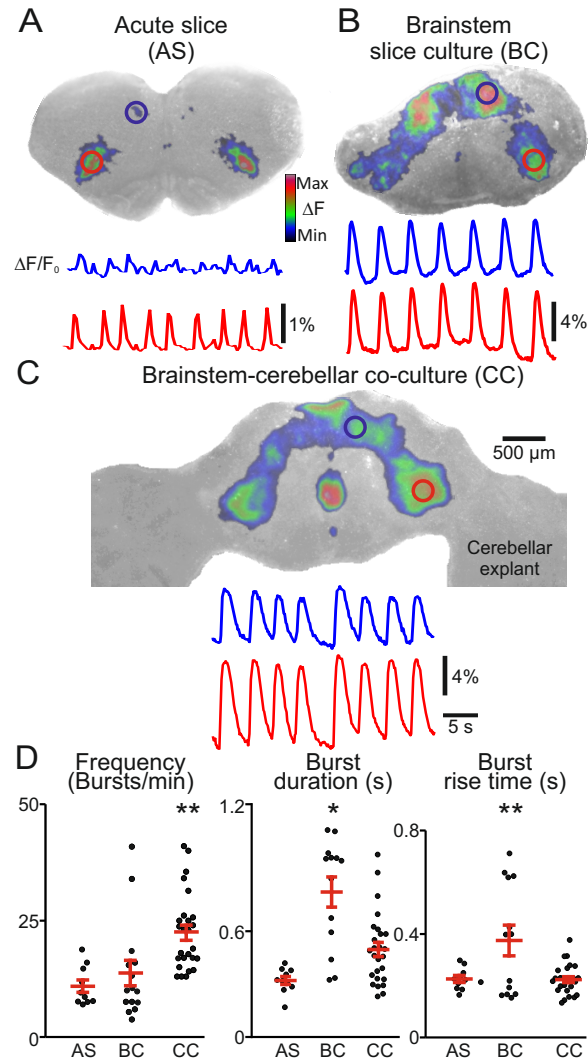 A
Acute slice
(AS)
B
Brainstem
slice culture (BC)
Max
ΔF
Min
ΔF/F₀
1%
4%
C
Brainstem-cerebellar co-culture (CC)
500 µm
Cerebellar
explant
4%
5 s
D
Frequency
(Bursts/min)
**
50
25
0
AS BC CC
Burst
duration (s)
*
1.2
0.6
0
AS BC CC
Burst
rise time (s)
**
0.8
0.4
0
AS BC CC